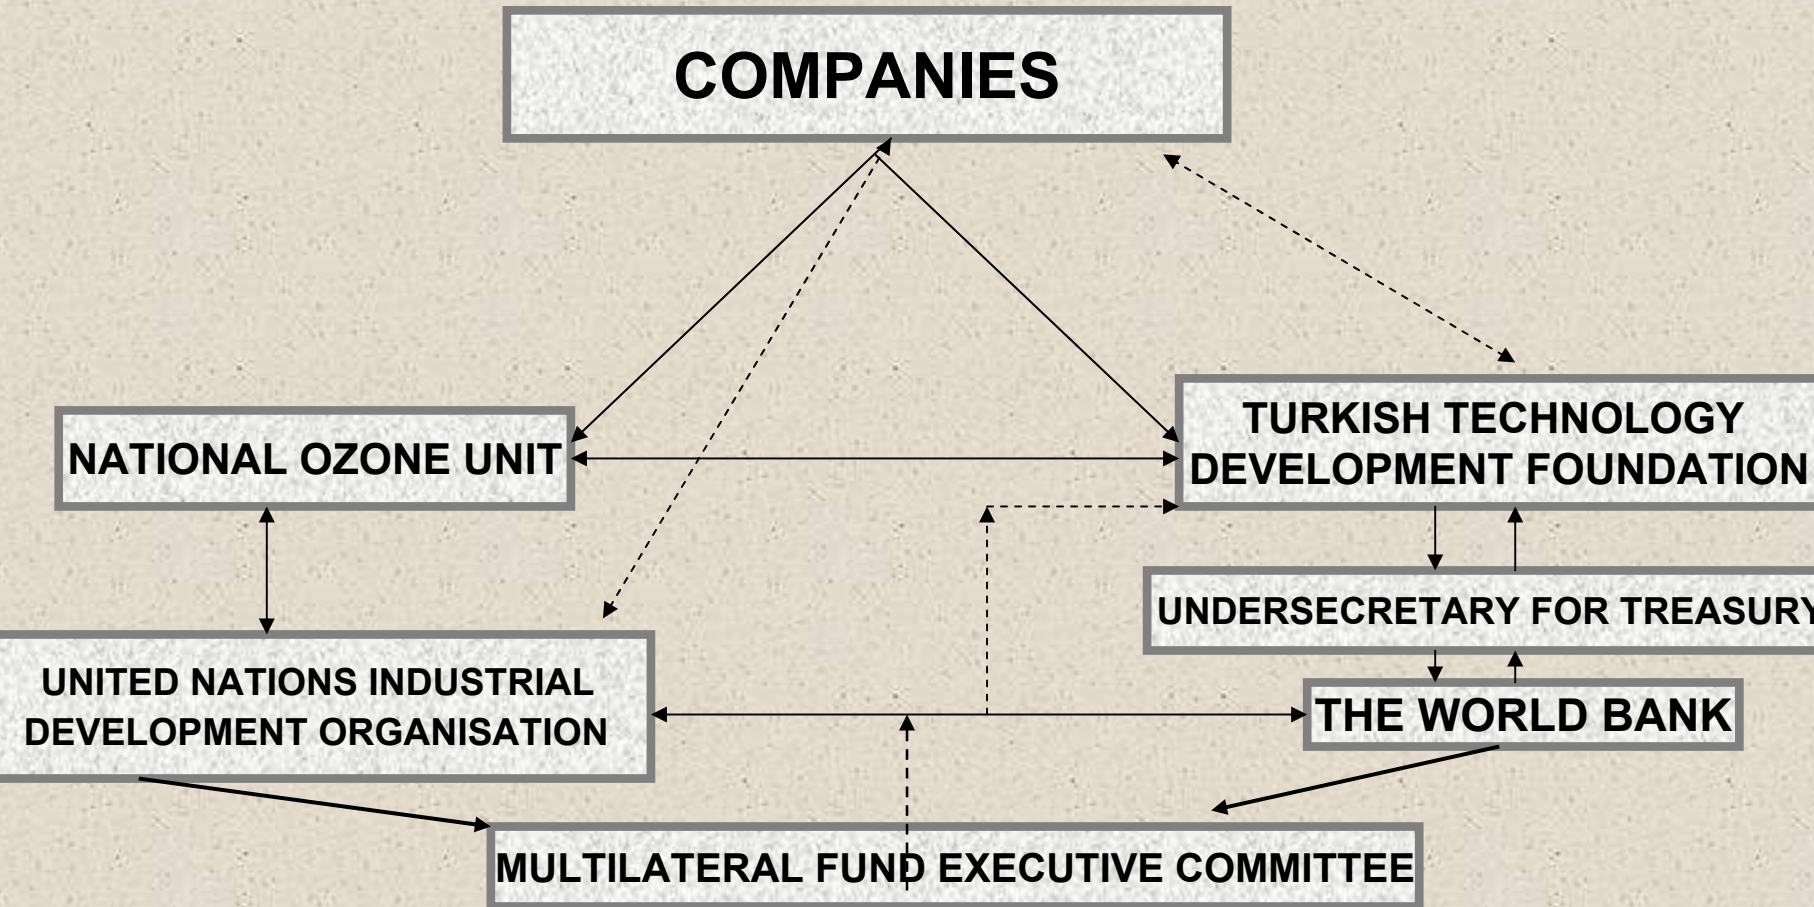 COMPANIES
NATIONAL OZONE UNIT
TURKISH TECHNOLOGY
DEVELOPMENT FOUNDATION
UNDERSECRETARY FOR TREASURY
UNITED NATIONS INDUSTRIAL
DEVELOPMENT ORGANISATION
THE WORLD BANK
MULTILATERAL FUND EXECUTIVE COMMITTEE